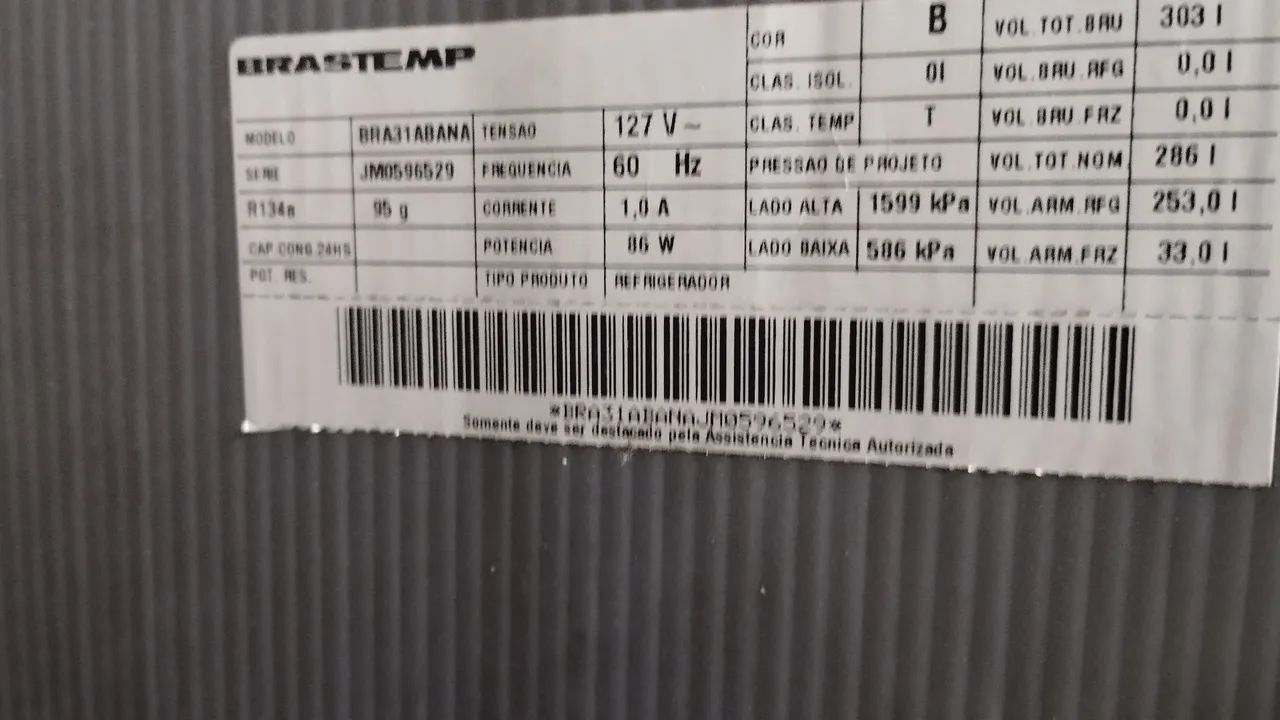 BRASTEMP
COR B VOL.TOT.BRU 303 l
CLAS. ISOL. 01 VOL.BRU.RFG 0,0 l
MODELO BRA31ABANA TENSAO 127 V~ CLAS. TEMP T VOL.BRU.FRZ 0,0 l
SERIE JM0596529 FREQUENCIA 60 Hz PRESSAO DE PROJETO VOL.TOT.NOM 286 l
R134a 95 g CORRENTE 1,0 A LADO ALTA 1599 kPa VOL.ARM.RFG 253,0 l
CAP CONG.24HS POTENCIA 86 W LADO BAIXA 586 kPa VOL.ARM.FRZ 33,0 l
POT. RES. TIPO PRODUTO REFRIGERADOR
*BRA31ABANAJM0596529*
Somente deve ser destacado pela Assistencia Tecnica Autorizada